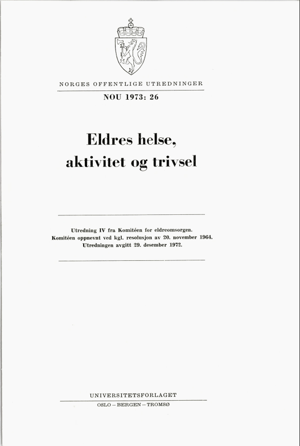 NORGES OFFENTLIGE UTREDNINGER
NOU 1973: 26
Eldres helse,
aktivitet og trivsel
Utredning IV fra Komitéen for eldreomsorgen.
Komitéen oppnevnt ved kgl. resolusjon av 20. november 1964.
Utredningen avgitt 29. desember 1972.
UNIVERSITETSFORLAGET
OSLO – BERGEN – TROMSØ